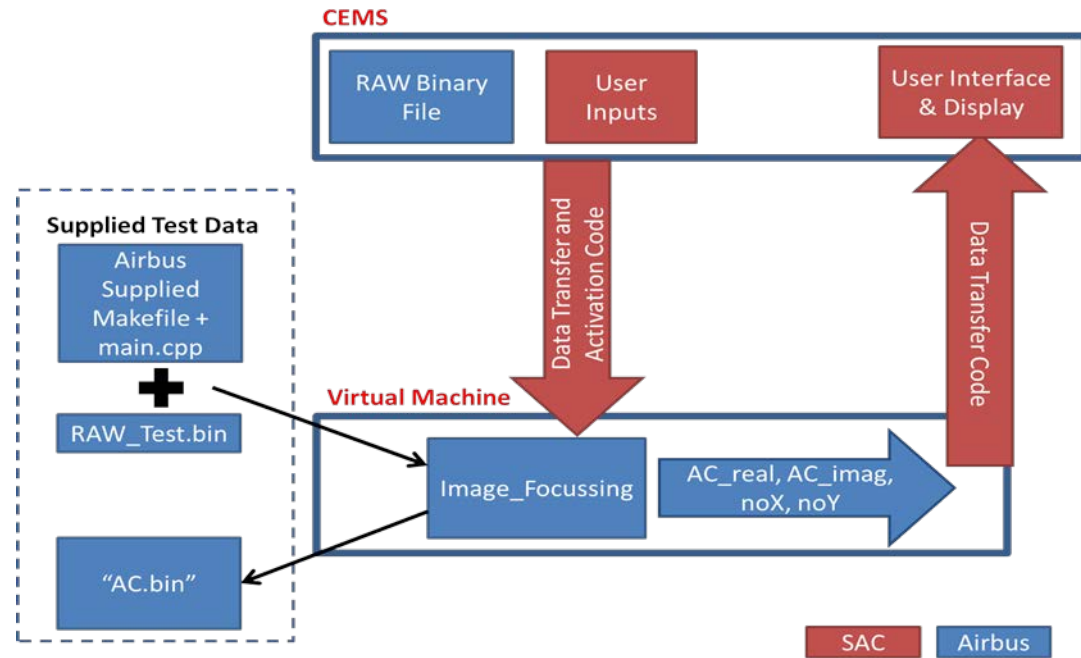 CEMS
RAW Binary
File
User
Inputs
User Interface
& Display
Supplied Test Data
Airbus
Supplied
Makefile +
main.cpp
RAW_Test.bin
"AC.bin"
Data Transfer and
Activation Code
Data Transfer Code
Virtual Machine
Image_Focussing
AC_real, AC_imag,
noX, noY
SAC
Airbus